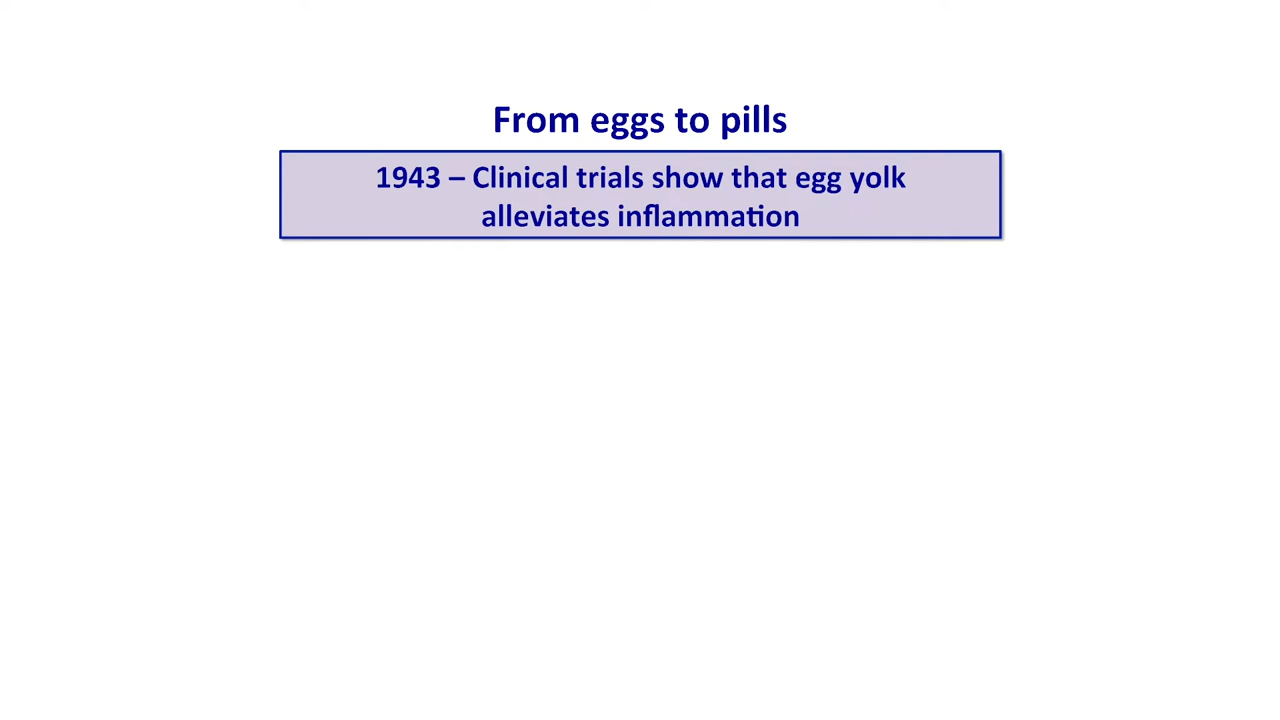 From eggs to pills
1943 – Clinical trials show that egg yolk
alleviates inflammation